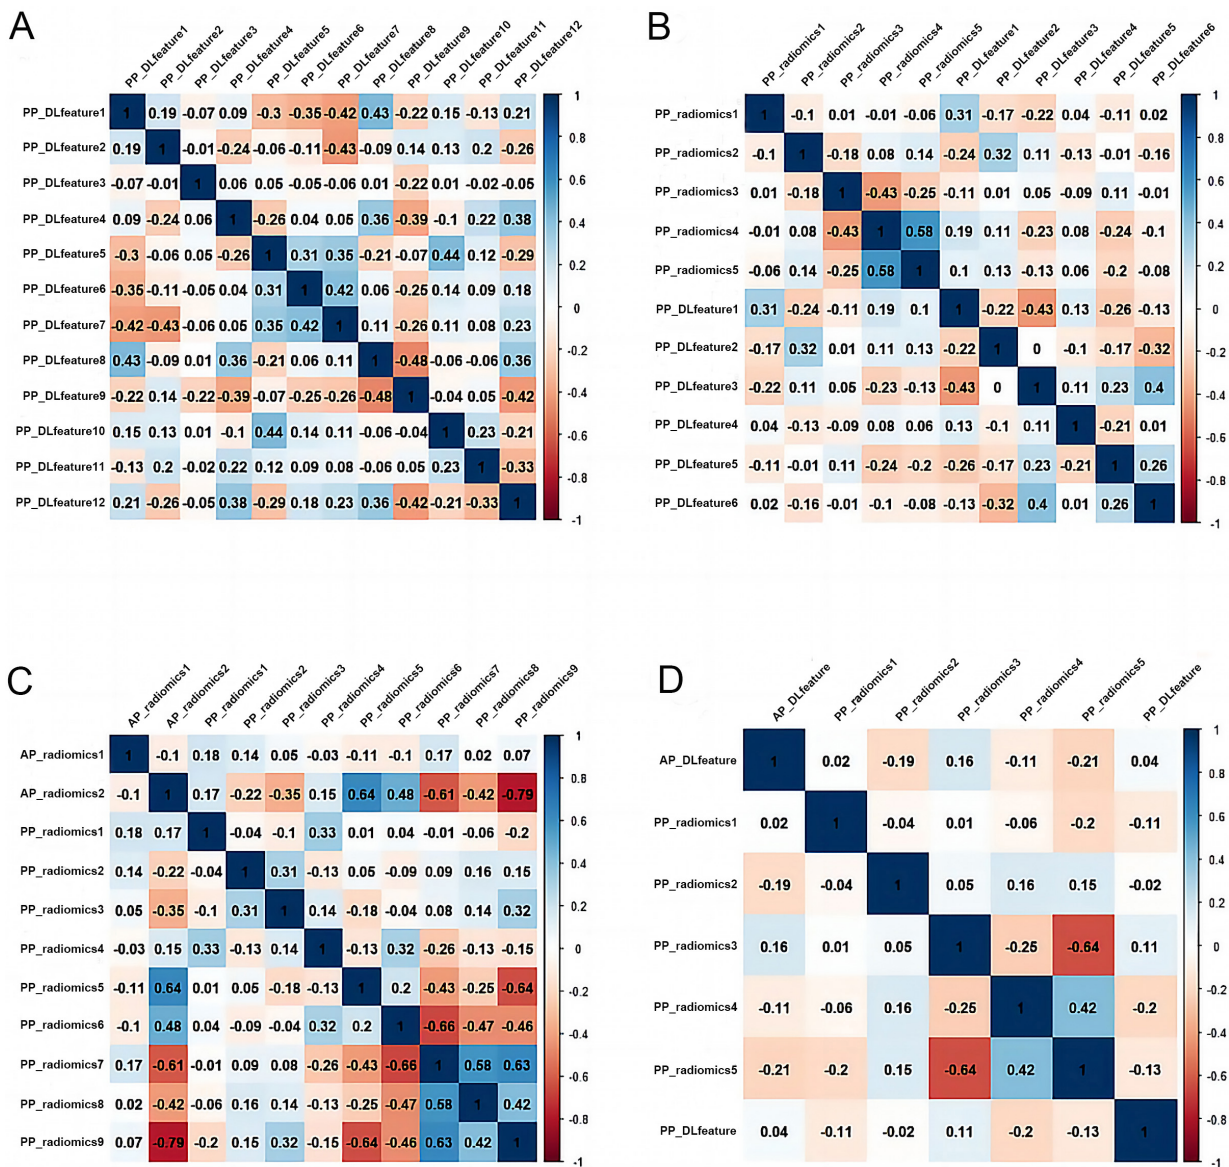 A
PP_DLfeature1 PP_DLfeature2 PP_DLfeature3 PP_DLfeature4 PP_DLfeature5 PP_DLfeature6 PP_DLfeature7 PP_DLfeature8 PP_DLfeature9 PP_DLfeature10 PP_DLfeature11 PP_DLfeature12
PP_DLfeature1 1 0.19 -0.07 0.09 -0.3 -0.35 -0.42 0.43 -0.22 0.15 -0.13 0.21
PP_DLfeature2 0.19 1 -0.01 -0.24 -0.06 -0.11 -0.43 -0.09 0.14 0.13 0.2 -0.26
PP_DLfeature3 -0.07 -0.01 1 0.06 0.05 -0.05 -0.06 0.01 -0.22 0.01 -0.02 -0.05
PP_DLfeature4 0.09 -0.24 0.06 1 -0.26 0.04 0.05 0.36 -0.39 -0.1 0.22 0.38
PP_DLfeature5 -0.3 -0.06 0.05 -0.26 1 0.31 0.35 -0.21 -0.07 0.44 0.12 -0.29
PP_DLfeature6 -0.35 -0.11 -0.05 0.04 0.31 1 0.42 0.06 -0.25 0.14 0.09 0.18
PP_DLfeature7 -0.42 -0.43 -0.06 0.05 0.35 0.42 1 0.11 -0.26 0.11 0.08 0.23
PP_DLfeature8 0.43 -0.09 0.01 0.36 -0.21 0.06 0.11 1 -0.48 -0.06 -0.06 0.36
PP_DLfeature9 -0.22 0.14 -0.22 -0.39 -0.07 -0.25 -0.26 -0.48 1 -0.04 0.05 -0.42
PP_DLfeature10 0.15 0.13 0.01 -0.1 0.44 0.14 0.11 -0.06 -0.04 1 0.23 -0.21
PP_DLfeature11 -0.13 0.2 -0.02 0.22 0.12 0.09 0.08 -0.06 0.05 0.23 1 -0.33
PP_DLfeature12 0.21 -0.26 -0.05 0.38 -0.29 0.18 0.23 0.36 -0.42 -0.21 -0.33 1
1
0.8
0.6
0.4
0.2
0
-0.2
-0.4
-0.6
-0.8
-1
B
PP_radiomics1 PP_radiomics2 PP_radiomics3 PP_radiomics4 PP_radiomics5 PP_DLfeature1 PP_DLfeature2 PP_DLfeature3 PP_DLfeature4 PP_DLfeature5 PP_DLfeature6
PP_radiomics1 1 -0.1 0.01 -0.01 -0.06 0.31 -0.17 -0.22 0.04 -0.11 0.02
PP_radiomics2 -0.1 1 -0.18 0.08 0.14 -0.24 0.32 0.11 -0.13 -0.01 -0.16
PP_radiomics3 0.01 -0.18 1 -0.43 -0.25 -0.11 0.01 0.05 -0.09 0.11 -0.01
PP_radiomics4 -0.01 0.08 -0.43 1 0.58 0.19 0.11 -0.23 0.08 -0.24 -0.1
PP_radiomics5 -0.06 0.14 -0.25 0.58 1 0.1 0.13 -0.13 0.06 -0.2 -0.08
PP_DLfeature1 0.31 -0.24 -0.11 0.19 0.1 1 -0.22 -0.43 0.13 -0.26 -0.13
PP_DLfeature2 -0.17 0.32 0.01 0.11 0.13 -0.22 1 0 -0.1 -0.17 -0.32
PP_DLfeature3 -0.22 0.11 0.05 -0.23 -0.13 -0.43 0 1 0.11 0.23 0.4
PP_DLfeature4 0.04 -0.13 -0.09 0.08 0.06 0.13 -0.1 0.11 1 -0.21 0.01
PP_DLfeature5 -0.11 -0.01 0.11 -0.24 -0.2 -0.26 -0.17 0.23 -0.21 1 0.26
PP_DLfeature6 0.02 -0.16 -0.01 -0.1 -0.08 -0.13 -0.32 0.4 0.01 0.26 1
1
0.8
0.6
0.4
0.2
0
-0.2
-0.4
-0.6
-0.8
-1
C
AP_radiomics1 AP_radiomics2 PP_radiomics1 PP_radiomics2 PP_radiomics3 PP_radiomics4 PP_radiomics5 PP_radiomics6 PP_radiomics7 PP_radiomics8 PP_radiomics9
AP_radiomics1 1 -0.1 0.18 0.14 0.05 -0.03 -0.11 -0.1 0.17 0.02 0.07
AP_radiomics2 -0.1 1 0.17 -0.22 -0.35 0.15 0.64 0.48 -0.61 -0.42 -0.79
PP_radiomics1 0.18 0.17 1 -0.04 -0.1 0.33 0.01 0.04 -0.01 -0.06 -0.2
PP_radiomics2 0.14 -0.22 -0.04 1 0.31 -0.13 0.05 -0.09 0.09 0.16 0.15
PP_radiomics3 0.05 -0.35 -0.1 0.31 1 0.14 -0.18 -0.04 0.08 0.14 0.32
PP_radiomics4 -0.03 0.15 0.33 -0.13 0.14 1 -0.13 0.32 -0.26 -0.13 -0.15
PP_radiomics5 -0.11 0.64 0.01 0.05 -0.18 -0.13 1 0.2 -0.43 -0.25 -0.64
PP_radiomics6 -0.1 0.48 0.04 -0.09 -0.04 0.32 0.2 1 -0.66 -0.47 -0.46
PP_radiomics7 0.17 -0.61 -0.01 0.09 0.08 -0.26 -0.43 -0.66 1 0.58 0.63
PP_radiomics8 0.02 -0.42 -0.06 0.16 0.14 -0.13 -0.25 -0.47 0.58 1 0.42
PP_radiomics9 0.07 -0.79 -0.2 0.15 0.32 -0.15 -0.64 -0.46 0.63 0.42 1
1
0.8
0.6
0.4
0.2
0
-0.2
-0.4
-0.6
-0.8
-1
D
AP_DLfeature PP_radiomics1 PP_radiomics2 PP_radiomics3 PP_radiomics4 PP_radiomics5 PP_DLfeature
AP_DLfeature 1 0.02 -0.19 0.16 -0.11 -0.21 0.04
PP_radiomics1 0.02 1 -0.04 0.01 -0.06 -0.2 -0.11
PP_radiomics2 -0.19 -0.04 1 0.05 0.16 0.15 -0.02
PP_radiomics3 0.16 0.01 0.05 1 -0.25 -0.64 0.11
PP_radiomics4 -0.11 -0.06 0.16 -0.25 1 0.42 -0.2
PP_radiomics5 -0.21 -0.2 0.15 -0.64 0.42 1 -0.13
PP_DLfeature 0.04 -0.11 -0.02 0.11 -0.2 -0.13 1
1
0.8
0.6
0.4
0.2
0
-0.2
-0.4
-0.6
-0.8
-1